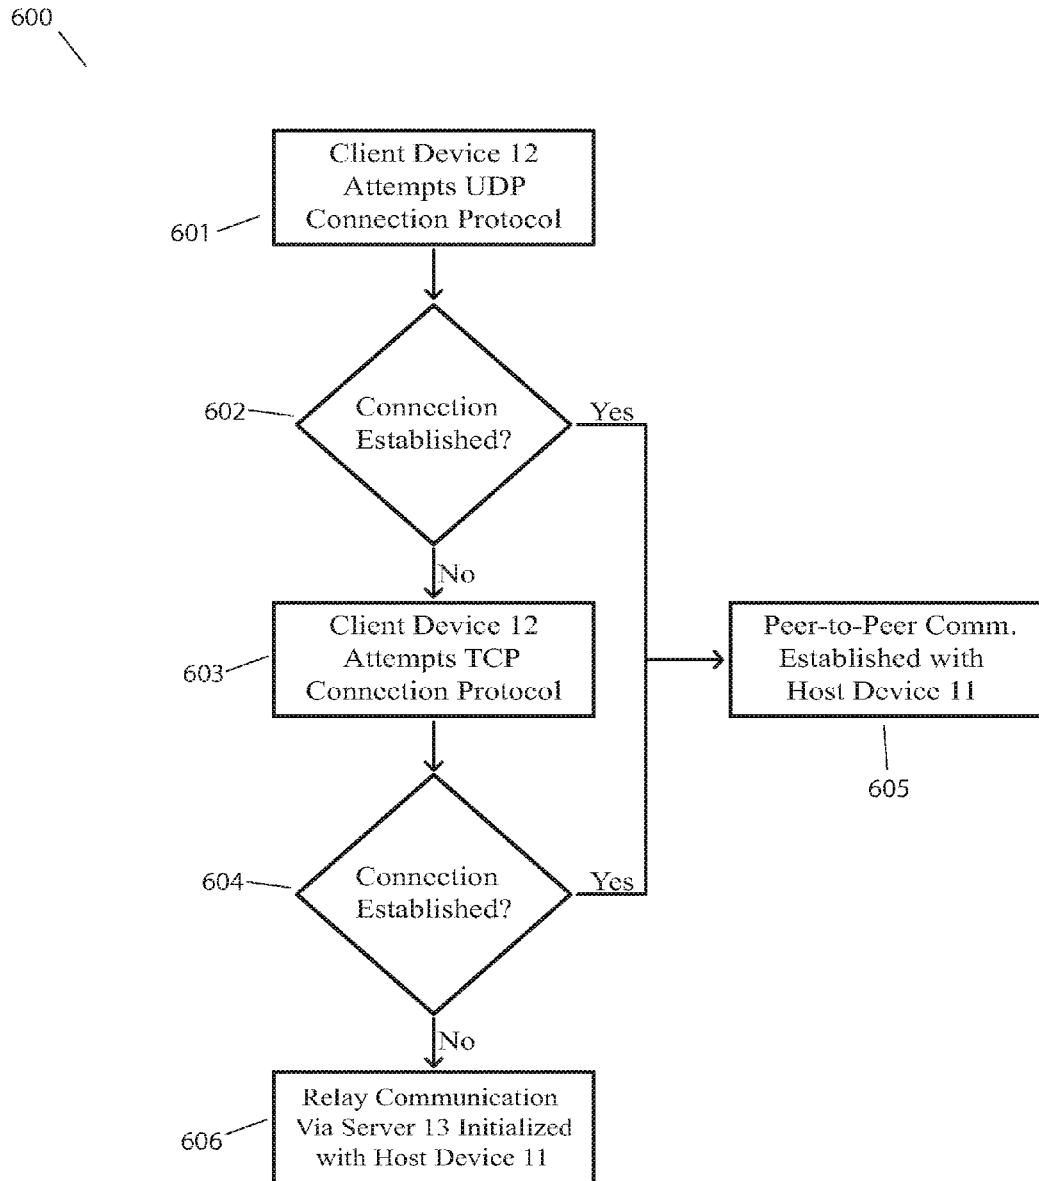 600
Client Device 12
Attempts UDP
Connection Protocol
601
602
Connection
Established?
Yes
No
Client Device 12
Attempts TCP
Connection Protocol
603
Peer-to-Peer Comm.
Established with
Host Device 11
605
604
Connection
Established?
Yes
No
Relay Communication
Via Server 13 Initialized
with Host Device 11
606